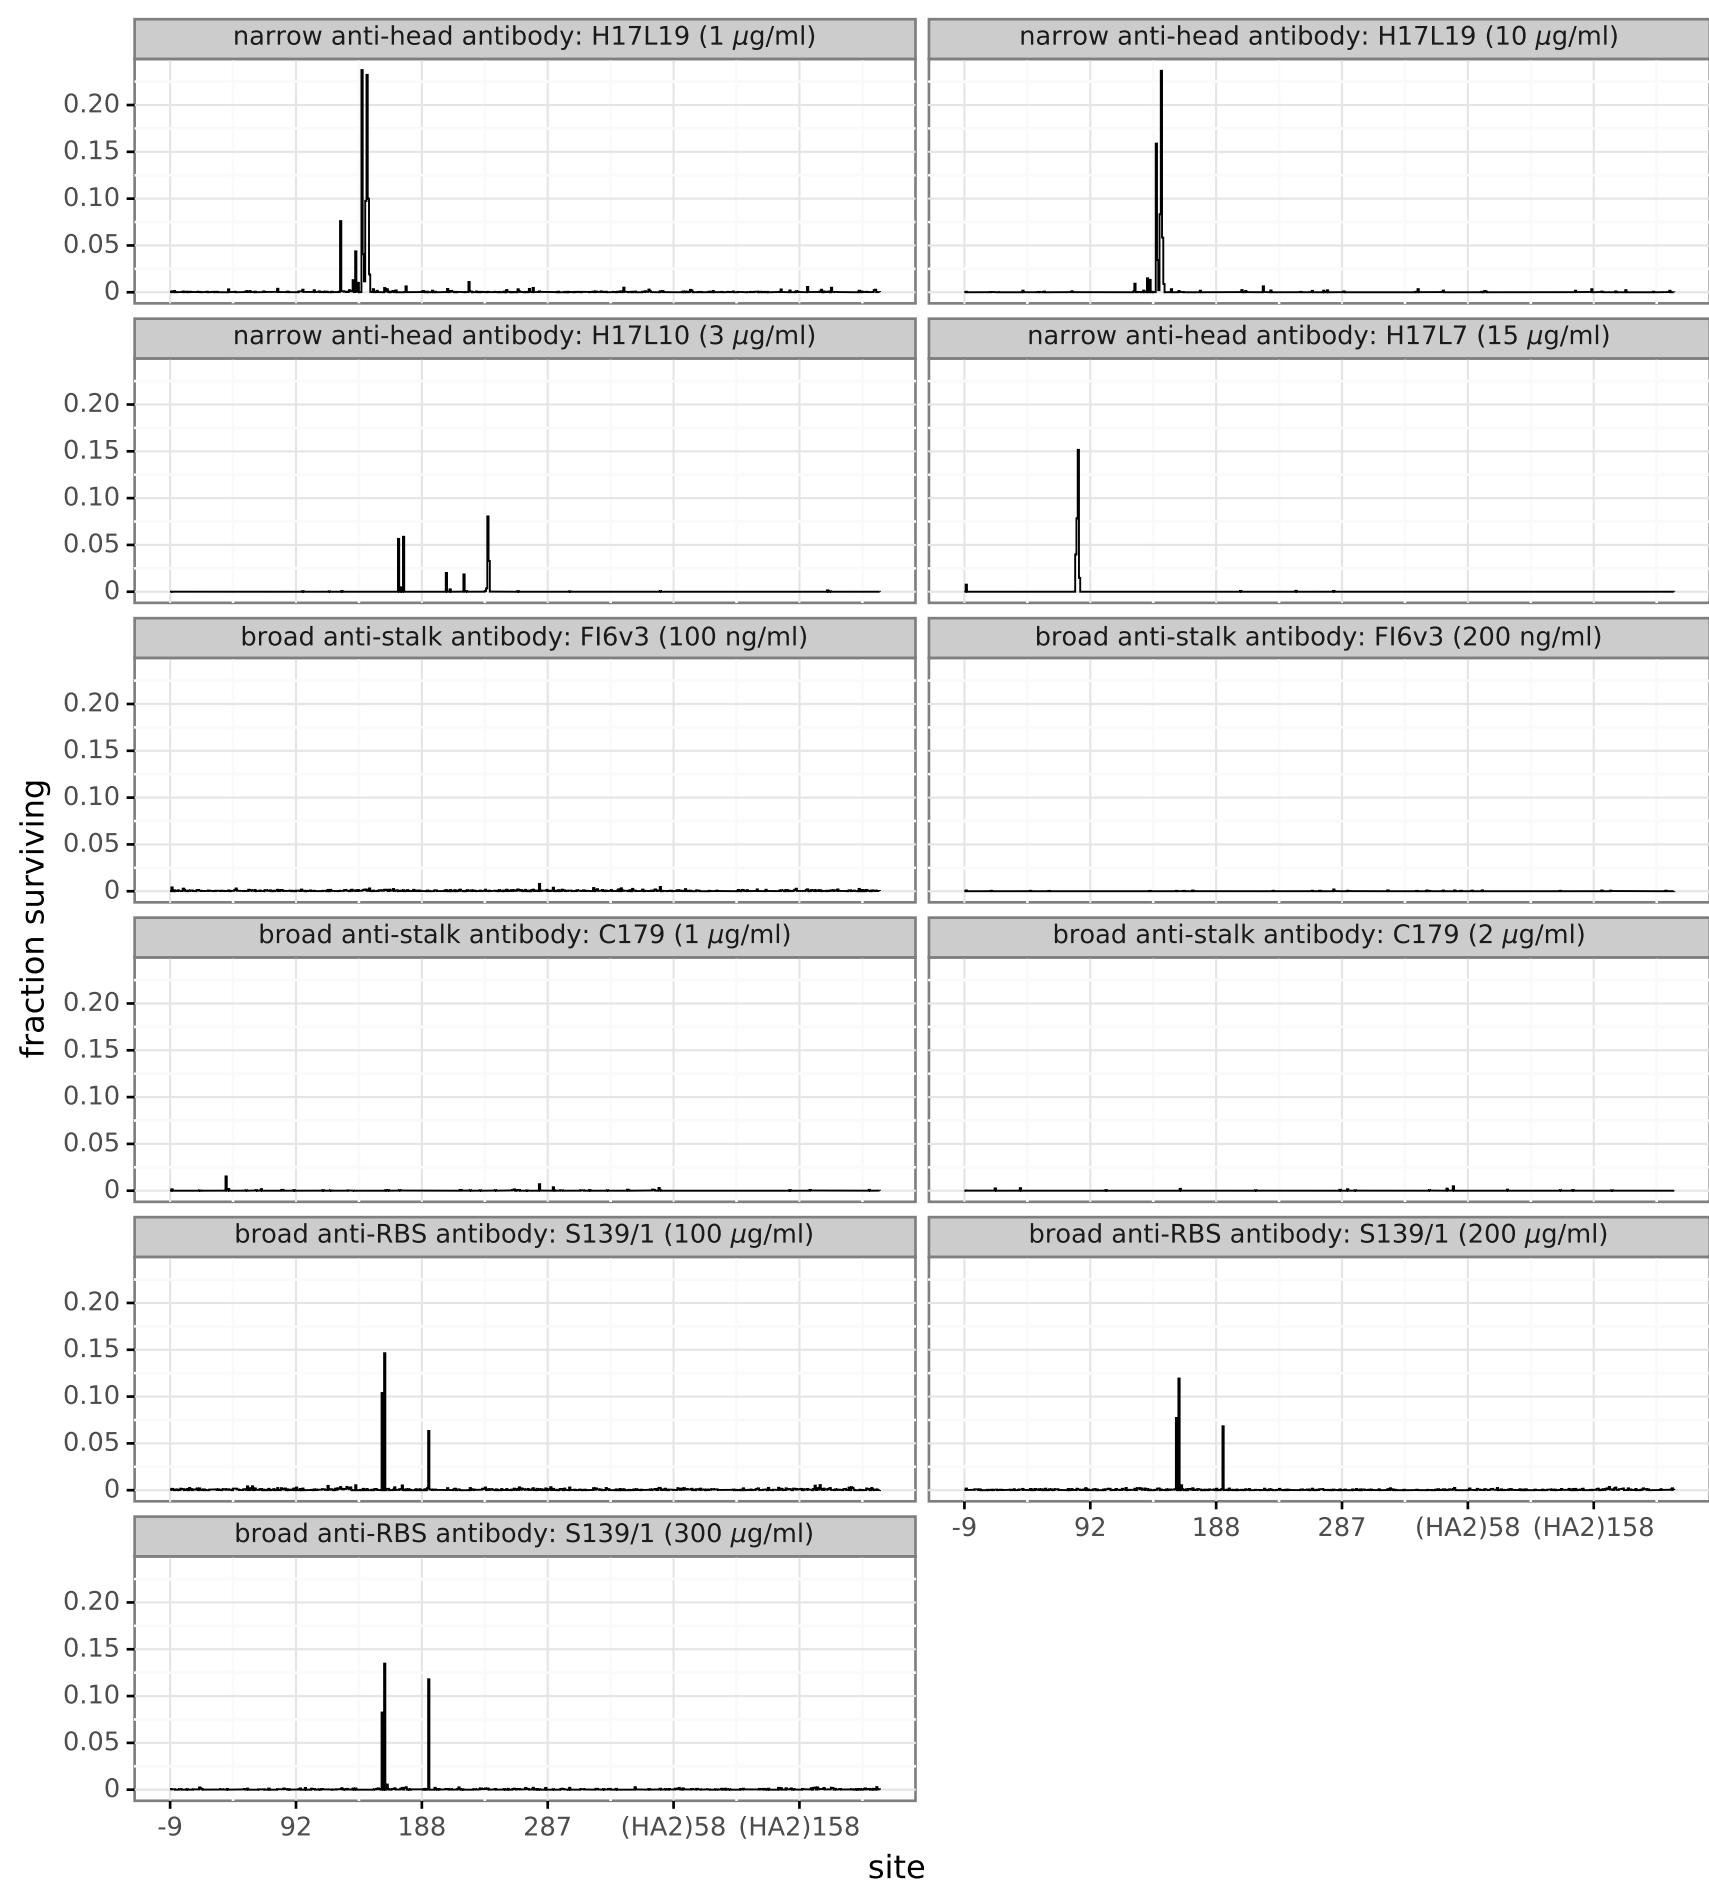 narrow anti-head antibody: H17L19 (1 μg/ml)
narrow anti-head antibody: H17L19 (10 μg/ml)
0.20
0.15
0.10
0.05
0
narrow anti-head antibody: H17L10 (3 μg/ml)
narrow anti-head antibody: H17L7 (15 μg/ml)
0.20
0.15
0.10
0.05
0
broad anti-stalk antibody: FI6v3 (100 ng/ml)
broad anti-stalk antibody: FI6v3 (200 ng/ml)
0.20
0.15
0.10
0.05
0
fraction surviving
broad anti-stalk antibody: C179 (1 μg/ml)
broad anti-stalk antibody: C179 (2 μg/ml)
0.20
0.15
0.10
0.05
0
broad anti-RBS antibody: S139/1 (100 μg/ml)
broad anti-RBS antibody: S139/1 (200 μg/ml)
0.20
0.15
0.10
0.05
0
-9 92 188 287 (HA2)58 (HA2)158
broad anti-RBS antibody: S139/1 (300 μg/ml)
0.20
0.15
0.10
0.05
0
-9 92 188 287 (HA2)58 (HA2)158
site